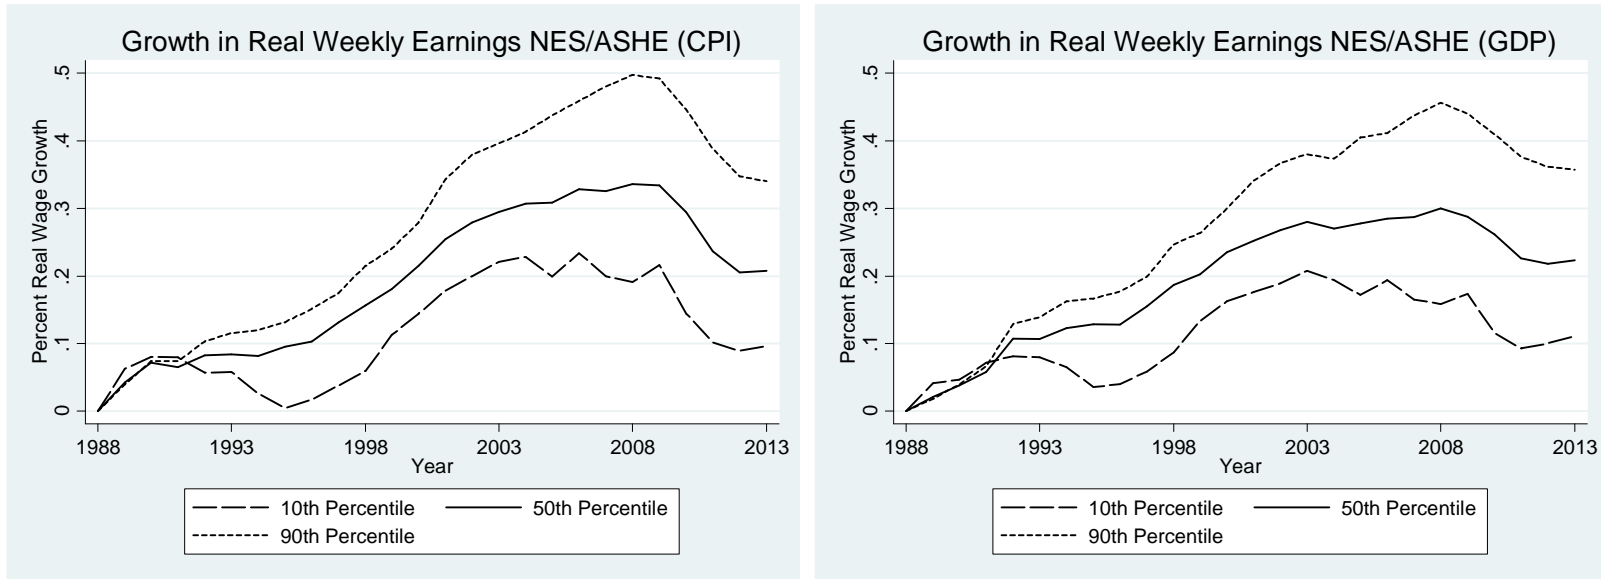 Growth in Real Weekly Earnings NES/ASHE (CPI)
Percent Real Wage Growth
.5
.4
.3
.2
.1
0
1988 1993 1998 2003 2008 2013
Year
10th Percentile 50th Percentile
90th Percentile
Growth in Real Weekly Earnings NES/ASHE (GDP)
Percent Real Wage Growth
.5
.4
.3
.2
.1
0
1988 1993 1998 2003 2008 2013
Year
10th Percentile 50th Percentile
90th Percentile